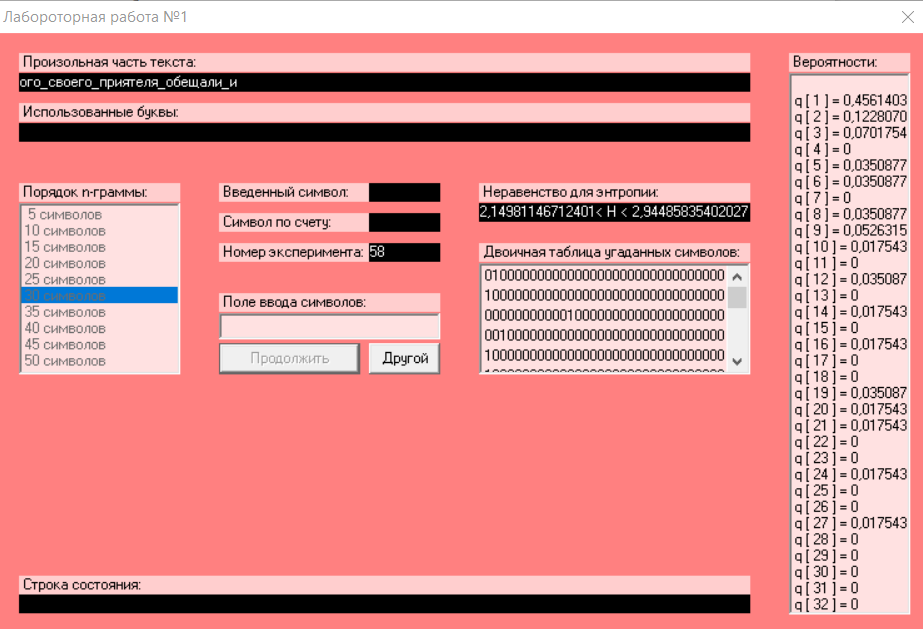 Лабороторная работа №1
Произольная часть текста:
ого_своего_приятеля_обещали_и
Использованные буквы:
Порядок n-граммы:
5 символов
10 символов
15 символов
20 символов
25 символов
30 символов
35 символов
40 символов
45 символов
50 символов
Введенный символ:
Символ по счету:
Номер эксперимента: 58
Поле ввода символов:
Продолжить
Другой
Неравенство для энтропии:
2,14981146712401< H < 2,94485835402027
Двоичная таблица угаданных символов:
01000000000000000000000000000000
10000000000000000000000000000000
00000000000100000000000000000000
00100000000000000000000000000000
10000000000000000000000000000000
Строка состояния:
Вероятности:
q[ 1 ] = 0,4561403
q[ 2 ] = 0,1228070
q[ 3 ] = 0,0701754
q[ 4 ] = 0
q[ 5 ] = 0,0350877
q[ 6 ] = 0,0350877
q[ 7 ] = 0
q[ 8 ] = 0,0350877
q[ 9 ] = 0,0526315
q[ 10 ] = 0,017543
q[ 11 ] = 0
q[ 12 ] = 0,035087
q[ 13 ] = 0
q[ 14 ] = 0,017543
q[ 15 ] = 0
q[ 16 ] = 0,017543
q[ 17 ] = 0
q[ 18 ] = 0
q[ 19 ] = 0,035087
q[ 20 ] = 0,017543
q[ 21 ] = 0,017543
q[ 22 ] = 0
q[ 23 ] = 0
q[ 24 ] = 0,017543
q[ 25 ] = 0
q[ 26 ] = 0
q[ 27 ] = 0,017543
q[ 28 ] = 0
q[ 29 ] = 0
q[ 30 ] = 0
q[ 31 ] = 0
q[ 32 ] = 0